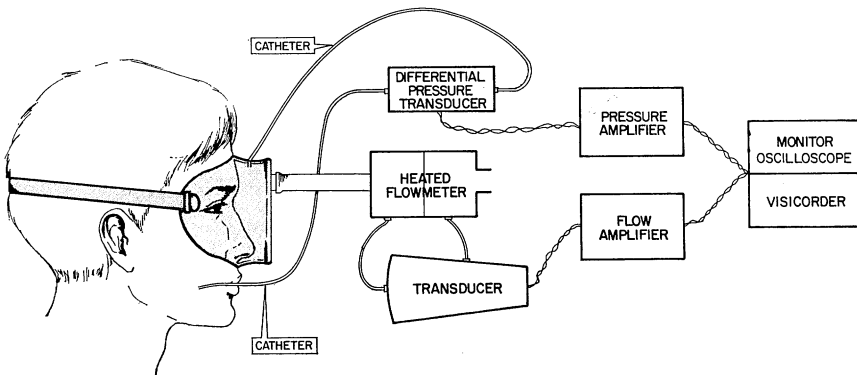 CATHETER
DIFFERENTIAL
PRESSURE
TRANSDUCER
PRESSURE
AMPLIFIER
MONITOR
OSCILLOSCOPE
VISICORDER
HEATED
FLOWMETER
FLOW
AMPLIFIER
TRANSDUCER
CATHETER